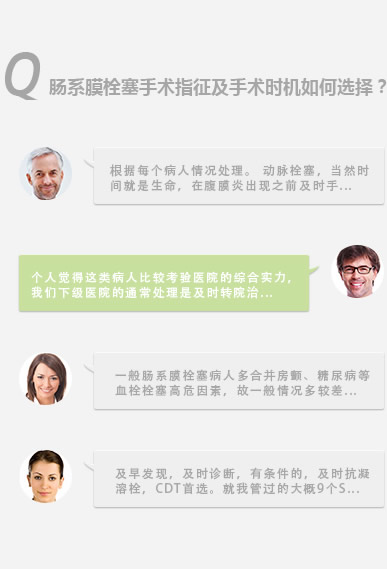 Q 肠系膜栓塞手术指征及手术时机如何选择？
根据每个病人情况处理。 动脉栓塞，当然时
间就是生命，在腹膜炎出现之前及时手...
个人觉得这类病人比较考验医院的综合实力，
我们下级医院的通常处理是及时转院治...
一般肠系膜栓塞病人多合并房颤、糖尿病等
血栓栓塞高危因素，故一般情况多较差...
及早发现，及时诊断，有条件的，及时抗凝
溶栓，CDT首选。就我管过的大概9个S...